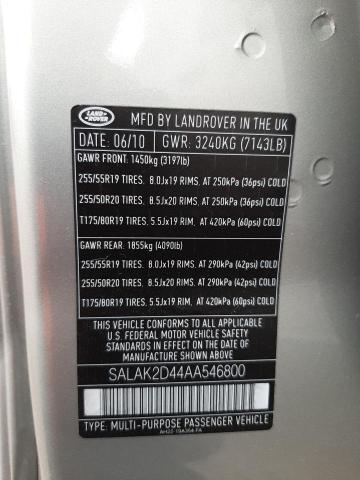 LAND-
ROVER
MFD BY LANDROVER IN THE UK
DATE: 06/10 GWR: 3240KG (7143LB)
GAWR FRONT: 1450kg (3197lb)
255/55R19 TIRES, 8.0Jx19 RIMS, AT 250kPa (36psi) COLD
255/50R20 TIRES, 8.5Jx20 RIMS, AT 250kPa (36psi) COLD
T175/80R19 TIRES, 5.5Jx19 RIM, AT 420kPa (60psi) COLD
GAWR REAR: 1855kg (4090lb)
255/55R19 TIRES, 8.0Jx19 RIMS, AT 290kPa (42psi) COLD
255/50R20 TIRES, 8.5Jx20 RIMS, AT 290kPa (42psi) COLD
T175/80R19 TIRES, 5.5Jx19 RIM, AT 420kPa (60psi) COLD
THIS VEHICLE CONFORMS TO ALL APPLICABLE
U.S. FEDERAL MOTOR VEHICLE SAFETY
STANDARDS IN EFFECT ON THE DATE OF
MANUFACTURE SHOWN ABOVE.
SALAK2D44AA546800
TYPE: MULTI-PURPOSE PASSENGER VEHICLE
AH22 19A364 FA